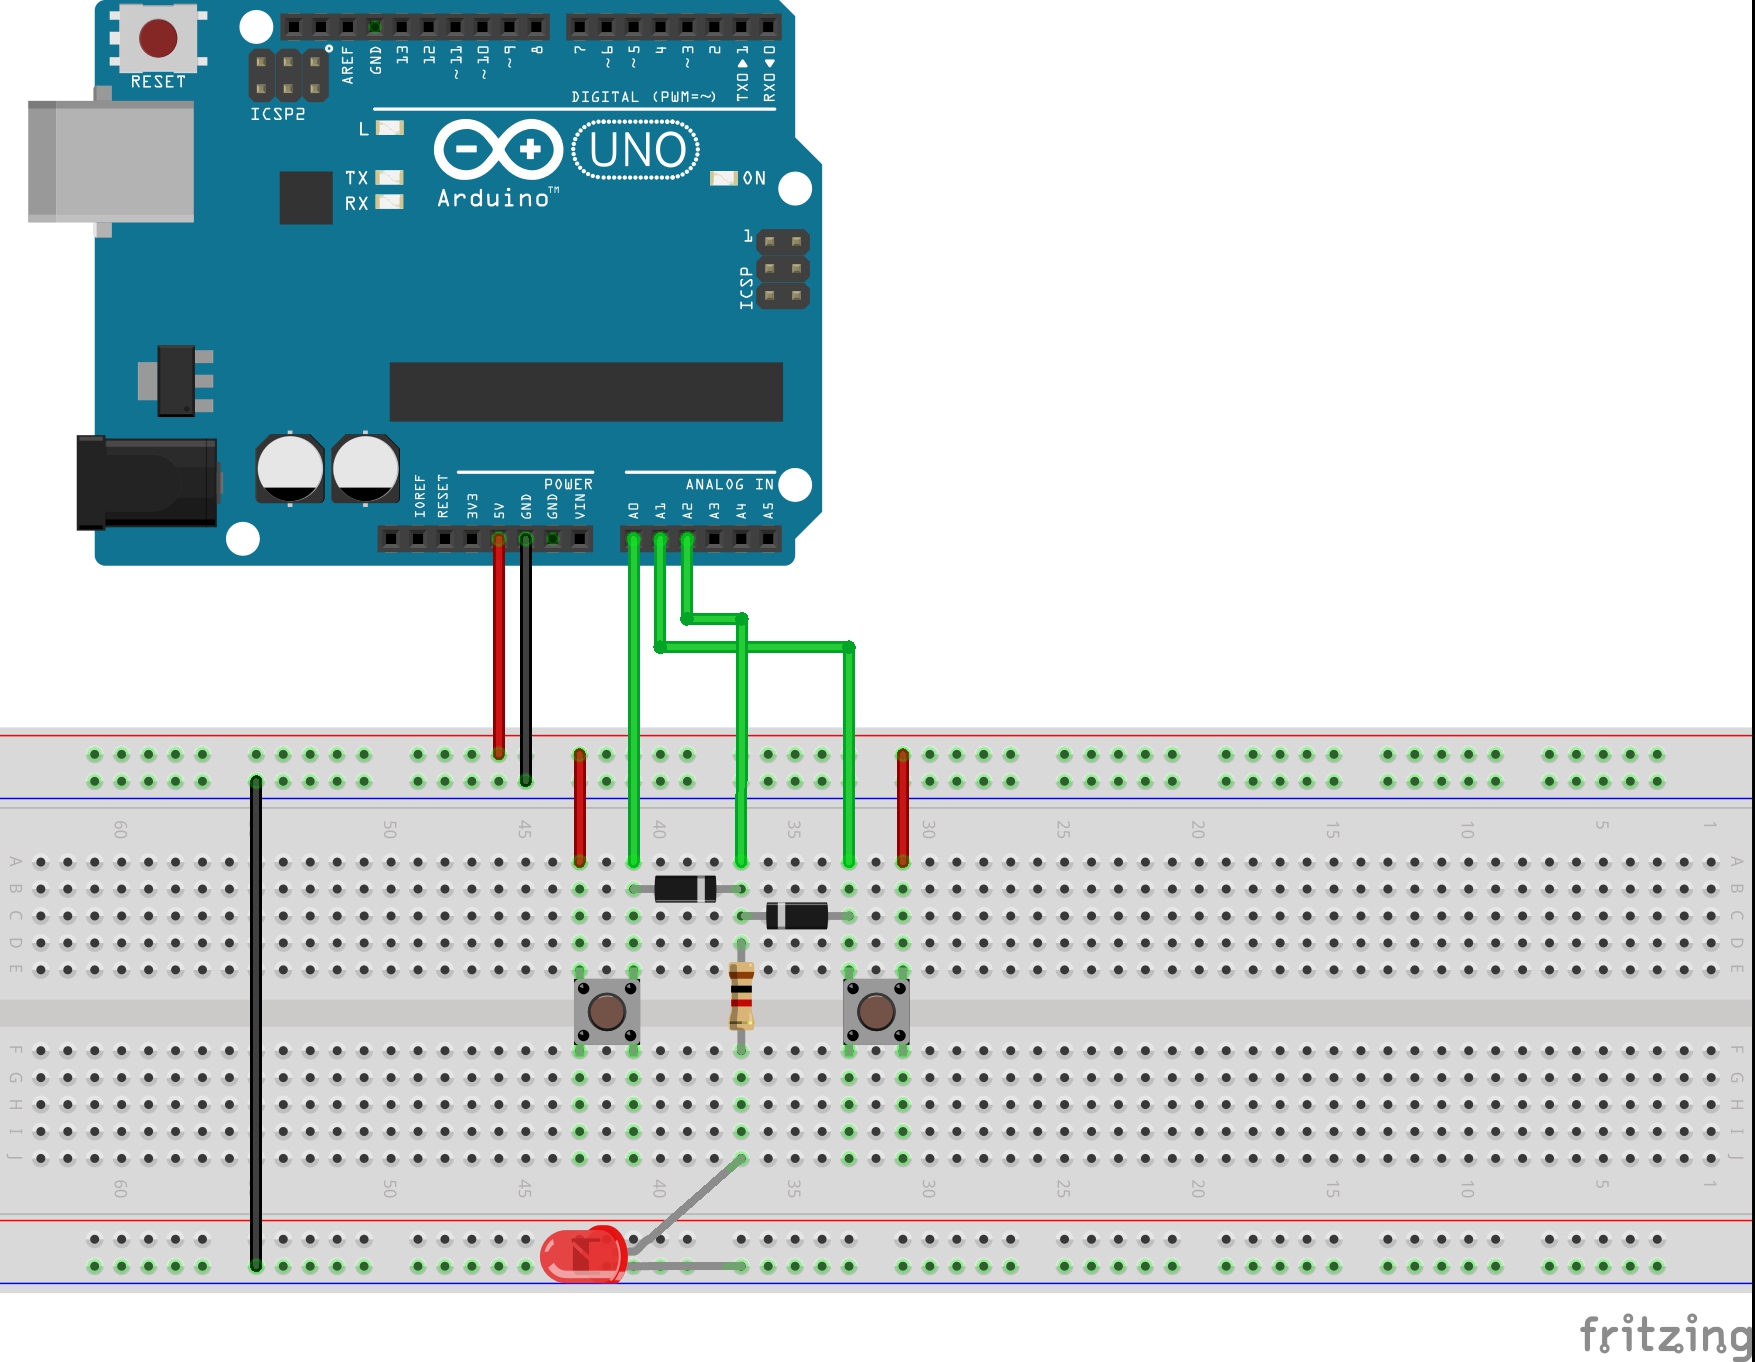 RESET
ICSP2
AREF
GND
13
12
~11
~10
~9
8
7
~6
~5
4
~3
2
TX0▶1
RX0◀0
DIGITAL (PWM=~)
L
TX
RX
Arduino™
UNO
ON
1
ICSP
POWER
ANALOG IN
IOREF
RESET
3V3
5V
GND
GND
VIN
A0
A1
A2
A3
A4
A5
60 50 45 40 35 30 25 20 15 10 5 1
A A
B B
C C
D D
E E
F F
G G
H H
I I
J J
60 50 45 40 35 30 25 20 15 10 5 1
fritzing